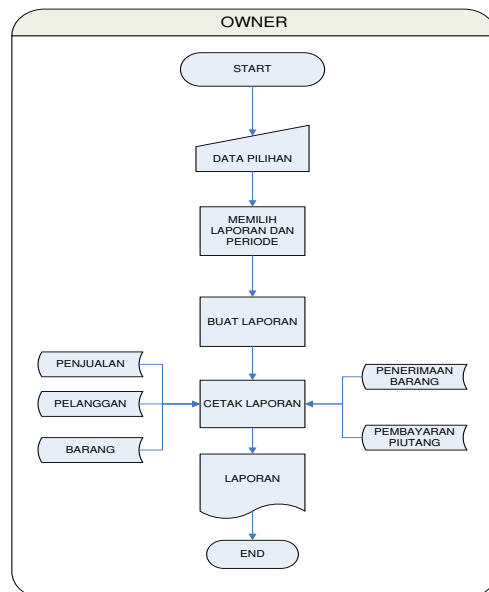 OWNER
START
DATA PILIHAN
MEMILIH
LAPORAN DAN
PERIODE
BUAT LAPORAN
PENJUALAN
PELANGGAN
BARANG
CETAK LAPORAN
PENERIMAAN
BARANG
PEMBAYARAN
PIUTANG
LAPORAN
END